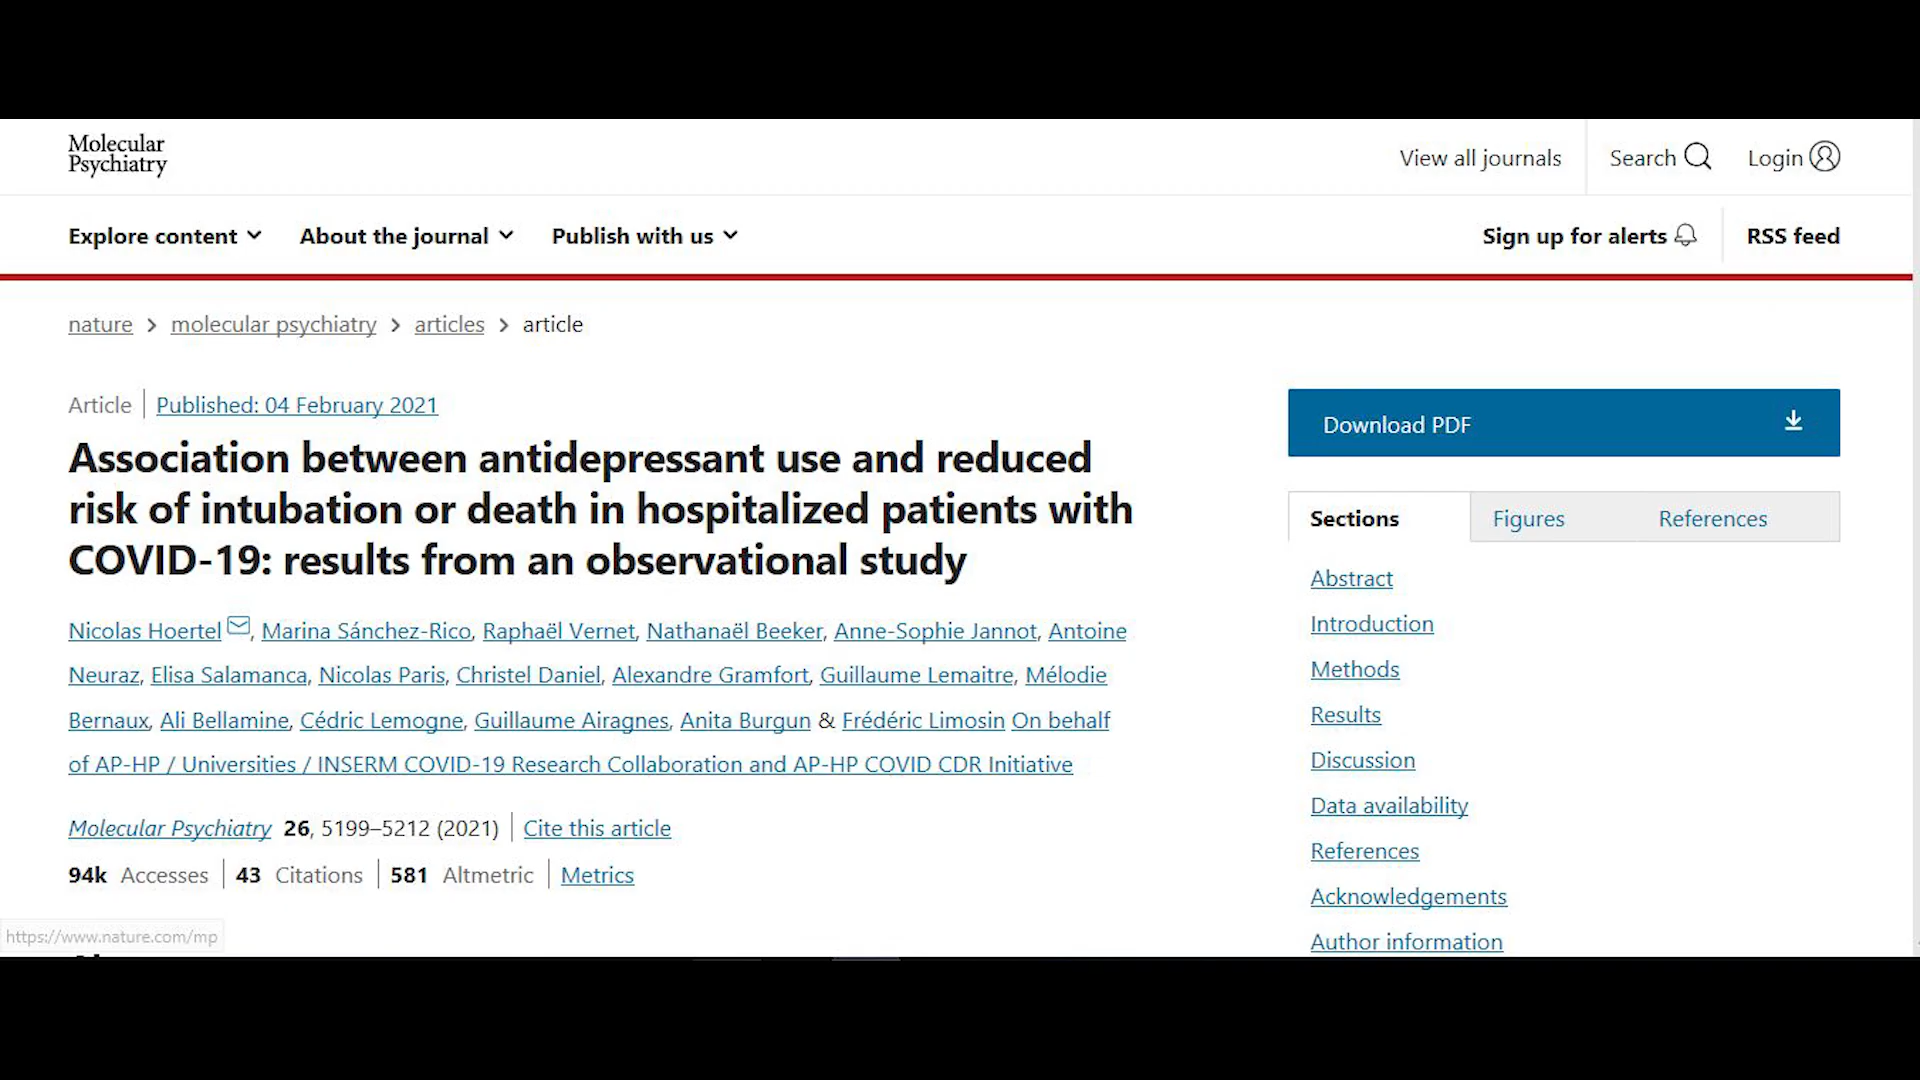 Molecular
Psychiatry
View all journals
Search
Login
Explore content
About the journal
Publish with us
Sign up for alerts
RSS feed
nature > molecular psychiatry > articles > article
Article
Published: 04 February 2021
Association between antidepressant use and reduced
risk of intubation or death in hospitalized patients with
COVID-19: results from an observational study
Nicolas Hoertel, Marina Sánchez-Rico, Raphaël Vernet, Nathanaël Beeker, Anne-Sophie Jannot, Antoine
Neuraz, Elisa Salamanca, Nicolas Paris, Christel Daniel, Alexandre Gramfort, Guillaume Lemaitre, Mélodie
Bernaux, Ali Bellamine, Cédric Lemogne, Guillaume Airagnes, Anita Burgun & Frédéric Limosin On behalf
of AP-HP / Universities / INSERM COVID-19 Research Collaboration and AP-HP COVID CDR Initiative
Molecular Psychiatry 26, 5199–5212 (2021)
Cite this article
94k Accesses
43 Citations
581 Altmetric
Metrics
https://www.nature.com/mp
Download PDF
Sections
Figures
References
Abstract
Introduction
Methods
Results
Discussion
Data availability
References
Acknowledgements
Author information